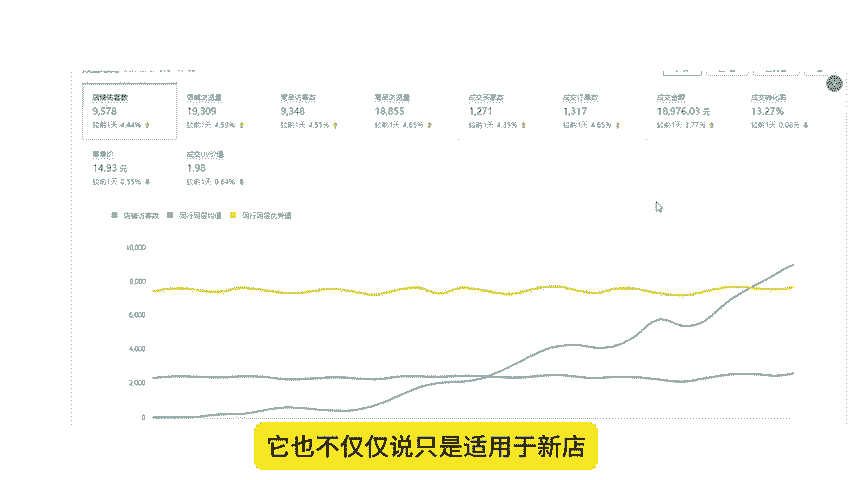 店铺访客数 店铺浏览量 商品访客数 商品浏览量 成交买家数 成交订单数 成交金额 成交转化率
9,578 19,309 9,348 18,855 1,271 1,317 18,976.03 元 13.27%
较前1天 4.44% 较前1天 4.59% 较前1天 4.55% 较前1天 4.65% 较前1天 4.35% 较前1天 4.65% 较前1天 3.77% 较前1天 0.08%
客单价 成交UV价值
14.93 元 1.98
较前1天 0.55% 较前1天 0.64%
店铺访客数 同行同层均值 同行同层优秀值
10,000
8,000
6,000
4,000
2,000
0
它也不仅仅说只是适用于新店